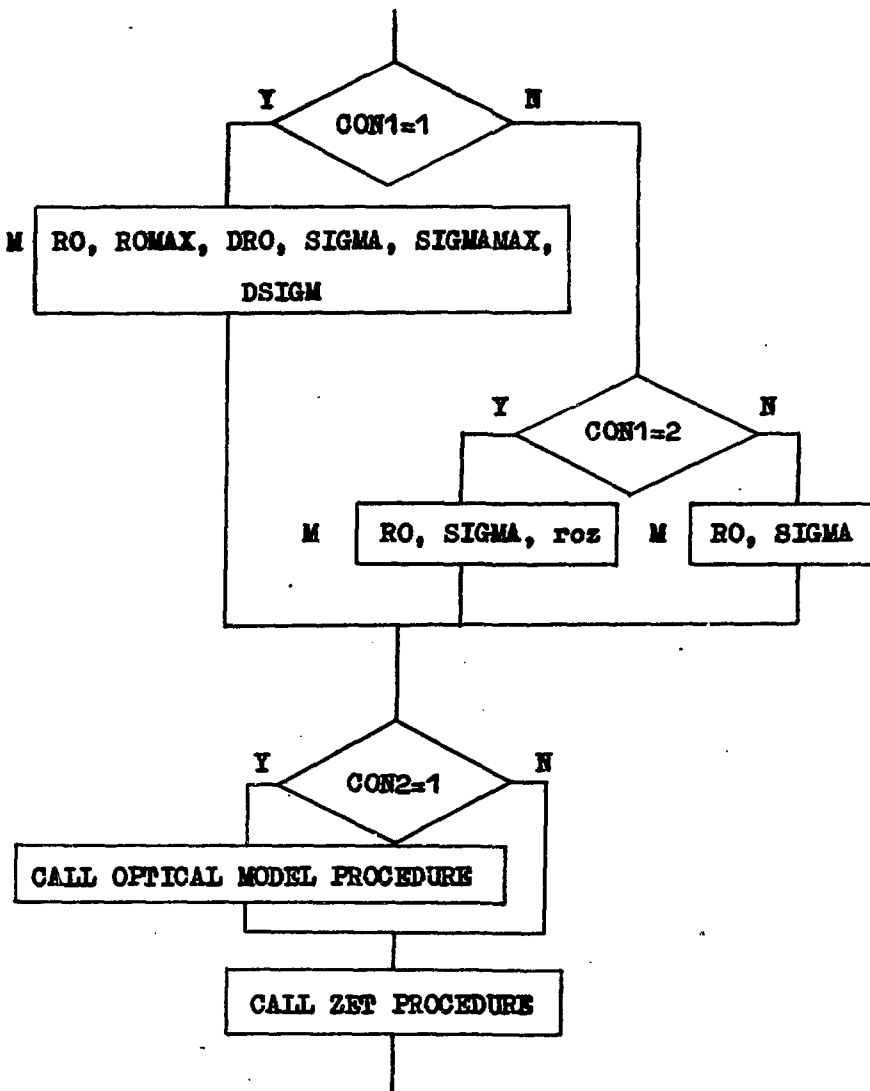 Y N
CON1=1
M RO, ROMAX, DRO, SIGMA, SIGMAMAX,
DSIGM
Y N
CON1=2
M RO, SIGMA, roz M RO, SIGMA
Y N
CON2=1
CALL OPTICAL MODEL PROCEDURE
CALL ZET PROCEDURE